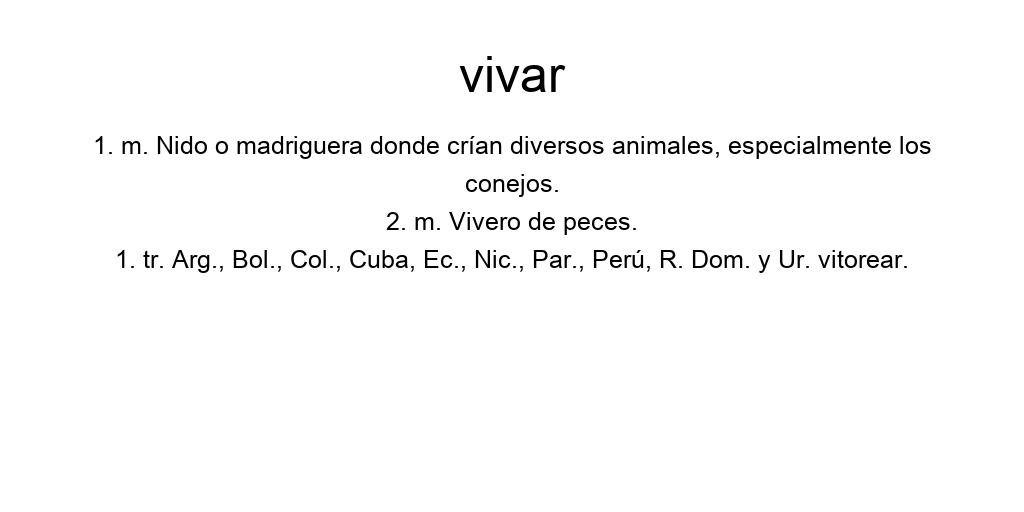 vivar
1. m. Nido o madriguera donde crían diversos animales, especialmente los
conejos.
2. m. Vivero de peces.
1. tr. Arg., Bol., Col., Cuba, Ec., Nic., Par., Perú, R. Dom. y Ur. vitorear.